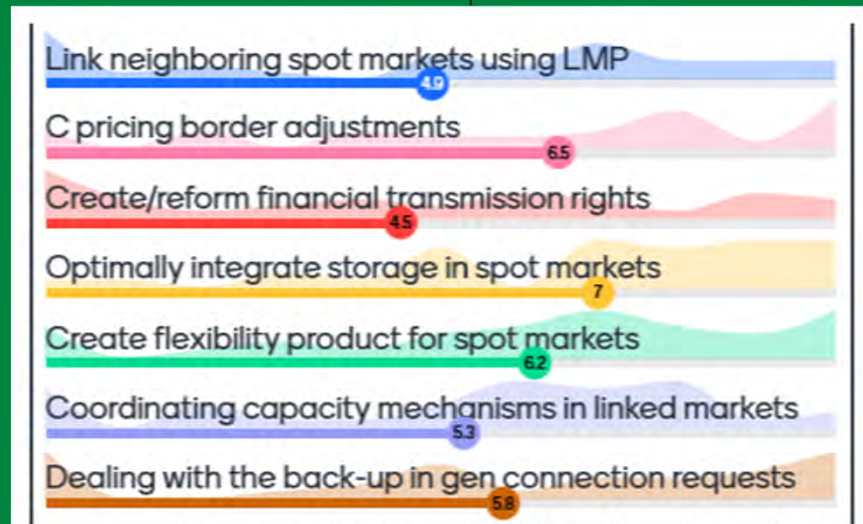 Link neighboring spot markets using LMP
4.9
C pricing border adjustments
6.5
Create/reform financial transmission rights
4.5
Optimally integrate storage in spot markets
7
Create flexibility product for spot markets
6.2
Coordinating capacity mechanisms in linked markets
5.3
Dealing with the back-up in gen connection requests
5.8